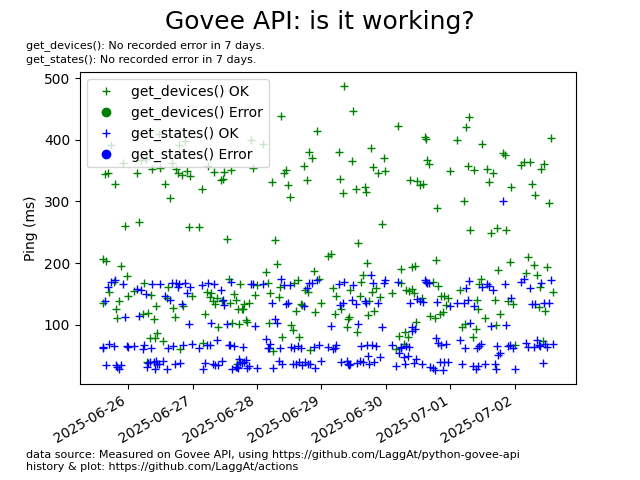 Govee API: is it working?
get_devices(): No recorded error in 7 days.
get_states(): No recorded error in 7 days.
get_devices() OK
get_devices() Error
get_states() OK
get_states() Error
500
400
300
200
100
Ping (ms)
2025-06-26
2025-06-27
2025-06-28
2025-06-29
2025-06-30
2025-07-01
2025-07-02
data source: Measured on Govee API, using https://github.com/LaggAt/python-govee-api
history & plot: https://github.com/LaggAt/actions